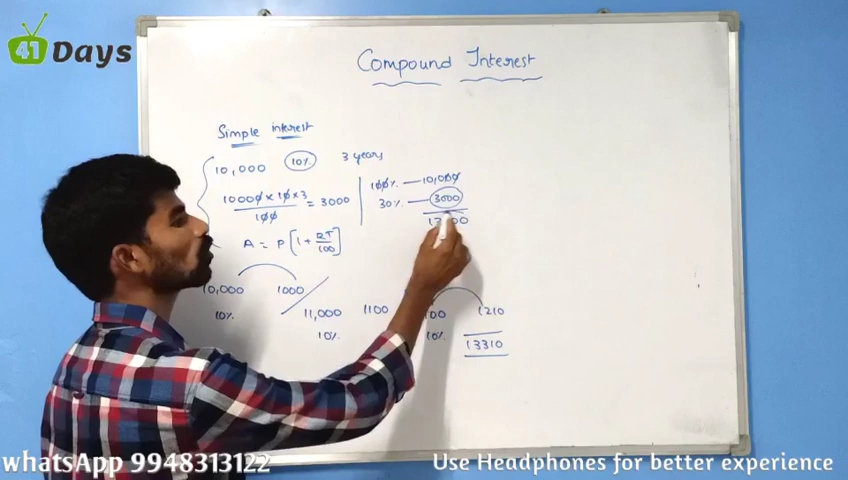 41 Days
Compound Interest
Simple interest
10,000 10% 3 years
10000 × 10 × 3
100
= 3000
100% — 10,000
30% — 3000
A = P [1 + RT/100]
10,000 1000
10%
11,000 1100
10%
1210
10%
13310
whatsApp 9948313122
Use Headphones for better experience